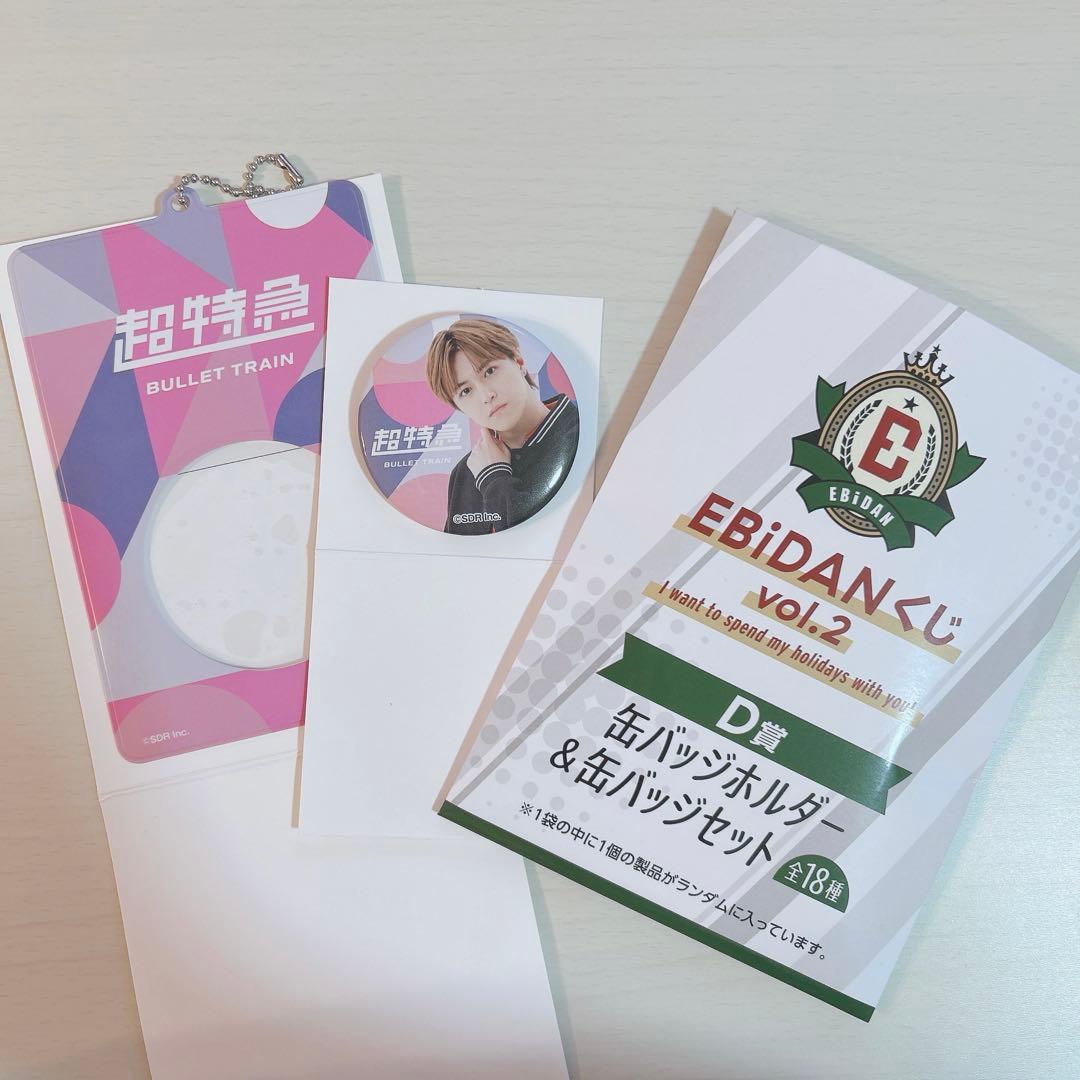 超特急
BULLET TRAIN
©SDR Inc.
超特急
BULLET TRAIN
©SDR Inc.
E
EBiDAN
EBiDANくじ
vol.2
I want to spend my holidays with you!
D賞
缶バッジホルダー
&缶バッジセット
全18種
※1袋の中に1個の製品がランダムに入っています。